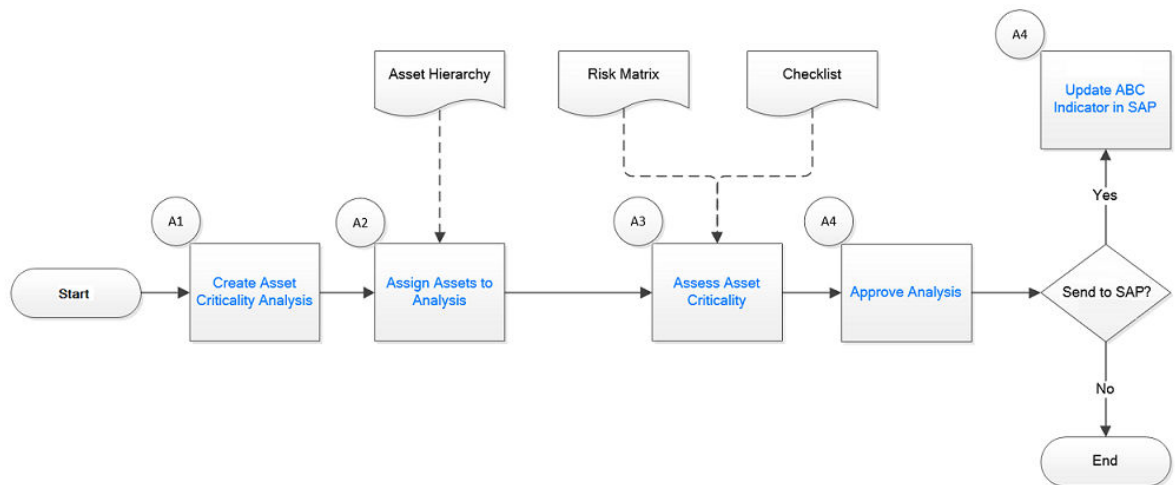 A4
Asset Hierarchy
Risk Matrix
Checklist
Update ABC
Indicator in SAP
Yes
A1
A2
A3
A4
Start
Create Asset
Criticality Analysis
Assign Assets to
Analysis
Assess Asset
Criticality
Approve Analysis
Send to SAP?
No
End